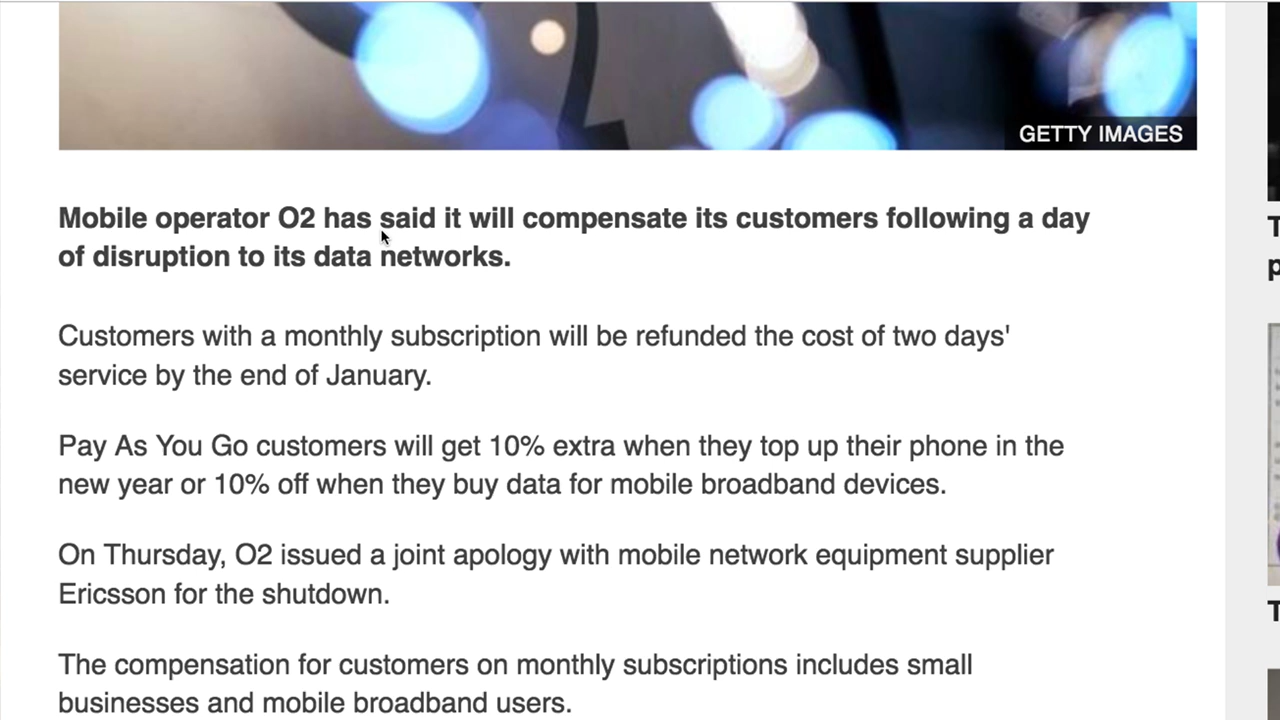 GETTY IMAGES
Mobile operator O2 has said it will compensate its customers following a day
of disruption to its data networks.
Customers with a monthly subscription will be refunded the cost of two days'
service by the end of January.
Pay As You Go customers will get 10% extra when they top up their phone in the
new year or 10% off when they buy data for mobile broadband devices.
On Thursday, O2 issued a joint apology with mobile network equipment supplier
Ericsson for the shutdown.
The compensation for customers on monthly subscriptions includes small
businesses and mobile broadband users.